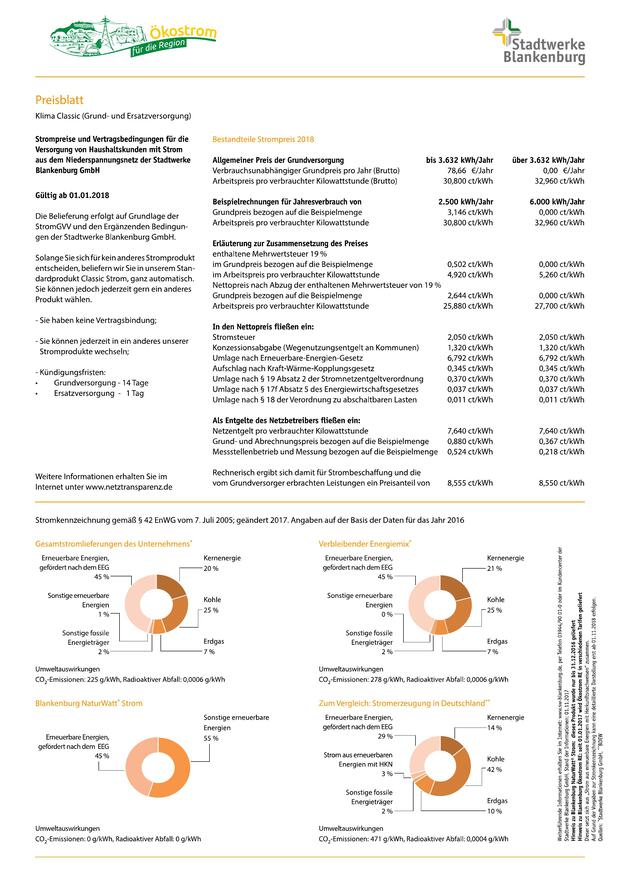 Ökostrom
für die Region
Stadtwerke
Blankenburg
Preisblatt
Klima Classic (Grund- und Ersatzversorgung)
Strompreise und Vertragsbedingungen für die
Versorgung von Haushaltskunden mit Strom
aus dem Niederspannungsnetz der Stadtwerke
Blankenburg GmbH
Gültig ab 01.01.2018
Die Belieferung erfolgt auf Grundlage der
StromGVV und den Ergänzenden Bedingun-
gen der Stadtwerke Blankenburg GmbH.
Solange Sie sich für kein anderes Stromprodukt
entscheiden, beliefern wir Sie in unserem Stan-
dardprodukt Classic Strom, ganz automatisch.
Sie können jedoch jederzeit gern ein anderes
Produkt wählen.
- Sie haben keine Vertragsbindung;
- Sie können jederzeit in ein anderes unserer
Stromprodukte wechseln;
- Kündigungsfristen:
• Grundversorgung - 14 Tage
• Ersatzversorgung - 1 Tag
Weitere Informationen erhalten Sie im
Internet unter www.netztransparenz.de
Bestandteile Strompreis 2018
Allgemeiner Preis der Grundversorgung bis 3.632 kWh/Jahr über 3.632 kWh/Jahr
Verbrauchsunabhängiger Grundpreis pro Jahr (Brutto) 78,66 €/Jahr 0,00 €/Jahr
Arbeitspreis pro verbrauchter Kilowattstunde (Brutto) 30,800 ct/kWh 32,960 ct/kWh
Beispielrechnungen für Jahresverbrauch von 2.500 kWh/Jahr 6.000 kWh/Jahr
Grundpreis bezogen auf die Beispielmenge 3,146 ct/kWh 0,000 ct/kWh
Arbeitspreis pro verbrauchter Kilowattstunde 30,800 ct/kWh 32,960 ct/kWh
Erläuterung zur Zusammensetzung des Preises
enthaltene Mehrwertsteuer 19 %
im Grundpreis bezogen auf die Beispielmenge 0,502 ct/kWh 0,000 ct/kWh
im Arbeitspreis pro verbrauchter Kilowattstunde 4,920 ct/kWh 5,260 ct/kWh
Nettopreis nach Abzug der enthaltenen Mehrwertsteuer von 19 %
Grundpreis bezogen auf die Beispielmenge 2,644 ct/kWh 0,000 ct/kWh
Arbeitspreis pro verbrauchter Kilowattstunde 25,880 ct/kWh 27,700 ct/kWh
In den Nettopreis fließen ein:
Stromsteuer 2,050 ct/kWh 2,050 ct/kWh
Konzessionsabgabe (Wegenutzungsentgelt an Kommunen) 1,320 ct/kWh 1,320 ct/kWh
Umlage nach Erneuerbare-Energien-Gesetz 6,792 ct/kWh 6,792 ct/kWh
Aufschlag nach Kraft-Wärme-Kopplungsgesetz 0,345 ct/kWh 0,345 ct/kWh
Umlage nach § 19 Absatz 2 der Stromnetzentgeltverordnung 0,370 ct/kWh 0,370 ct/kWh
Umlage nach § 17f Absatz 5 des Energiewirtschaftsgesetzes 0,037 ct/kWh 0,037 ct/kWh
Umlage nach § 18 der Verordnung zu abschaltbaren Lasten 0,011 ct/kWh 0,011 ct/kWh
Als Entgelte des Netzbetreibers fließen ein:
Netzentgelt pro verbrauchter Kilowattstunde 7,640 ct/kWh 7,640 ct/kWh
Grund- und Abrechnungspreis bezogen auf die Beispielmenge 0,880 ct/kWh 0,367 ct/kWh
Messstellenbetrieb und Messung bezogen auf die Beispielmenge 0,524 ct/kWh 0,218 ct/kWh
Rechnerisch ergibt sich damit für Strombeschaffung und die
vom Grundversorger erbrachten Leistungen ein Preisanteil von 8,555 ct/kWh 8,550 ct/kWh
Stromkennzeichnung gemäß § 42 EnWG vom 7. Juli 2005; geändert 2017. Angaben auf der Basis der Daten für das Jahr 2016
Gesamtstromlieferungen des Unternehmens*
Erneuerbare Energien,
gefördert nach dem EEG
45 %
Sonstige erneuerbare
Energien
1 %
Sonstige fossile
Energieträger
2 %
Kernenergie
20 %
Kohle
25 %
Erdgas
7 %
Umweltauswirkungen
CO2-Emissionen: 225 g/kWh, Radioaktiver Abfall: 0,0006 g/kWh
Verbleibender Energiemix*
Erneuerbare Energien,
gefördert nach dem EEG
45 %
Sonstige erneuerbare
Energien
0 %
Sonstige fossile
Energieträger
2 %
Kernenergie
21 %
Kohle
25 %
Erdgas
7 %
Umweltauswirkungen
CO2-Emissionen: 278 g/kWh, Radioaktiver Abfall: 0,0006 g/kWh
Blankenburg NaturWatt* Strom
Erneuerbare Energien,
gefördert nach dem EEG
45 %
Sonstige erneuerbare
Energien
55 %
Umweltauswirkungen
CO2-Emissionen: 0 g/kWh, Radioaktiver Abfall: 0 g/kWh
Zum Vergleich: Stromerzeugung in Deutschland**
Erneuerbare Energien,
gefördert nach dem EEG
29 %
Strom aus erneuerbaren
Energien mit HKN
3 %
Sonstige fossile
Energieträger
2 %
Kernenergie
14 %
Kohle
42 %
Erdgas
10 %
Umweltauswirkungen
CO2-Emissionen: 471 g/kWh, Radioaktiver Abfall: 0,0004 g/kWh